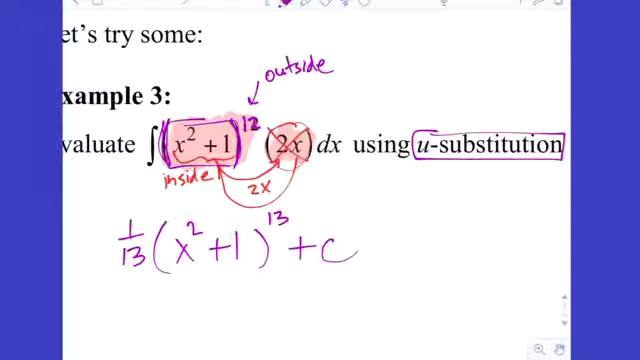 et's try some:
outside
xample 3:
valuate ∫(x² + 1)¹² (2x) dx using u-substitution
inside
2x
1/13 (x² + 1)¹³ + C